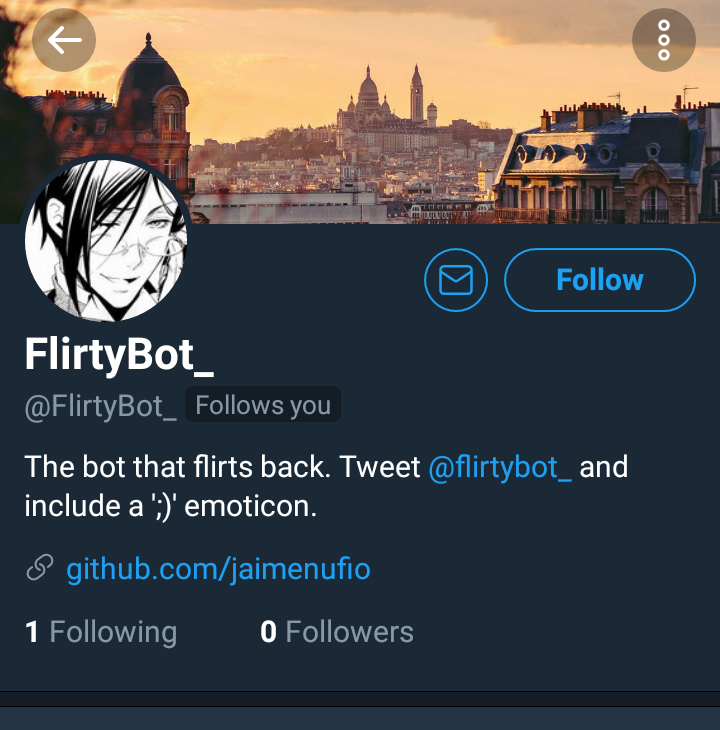 Follow
FlirtyBot_
@FlirtyBot_ Follows you
The bot that flirts back. Tweet @flirtybot_ and
include a ';)' emoticon.
github.com/jaimenufio
1 Following 0 Followers